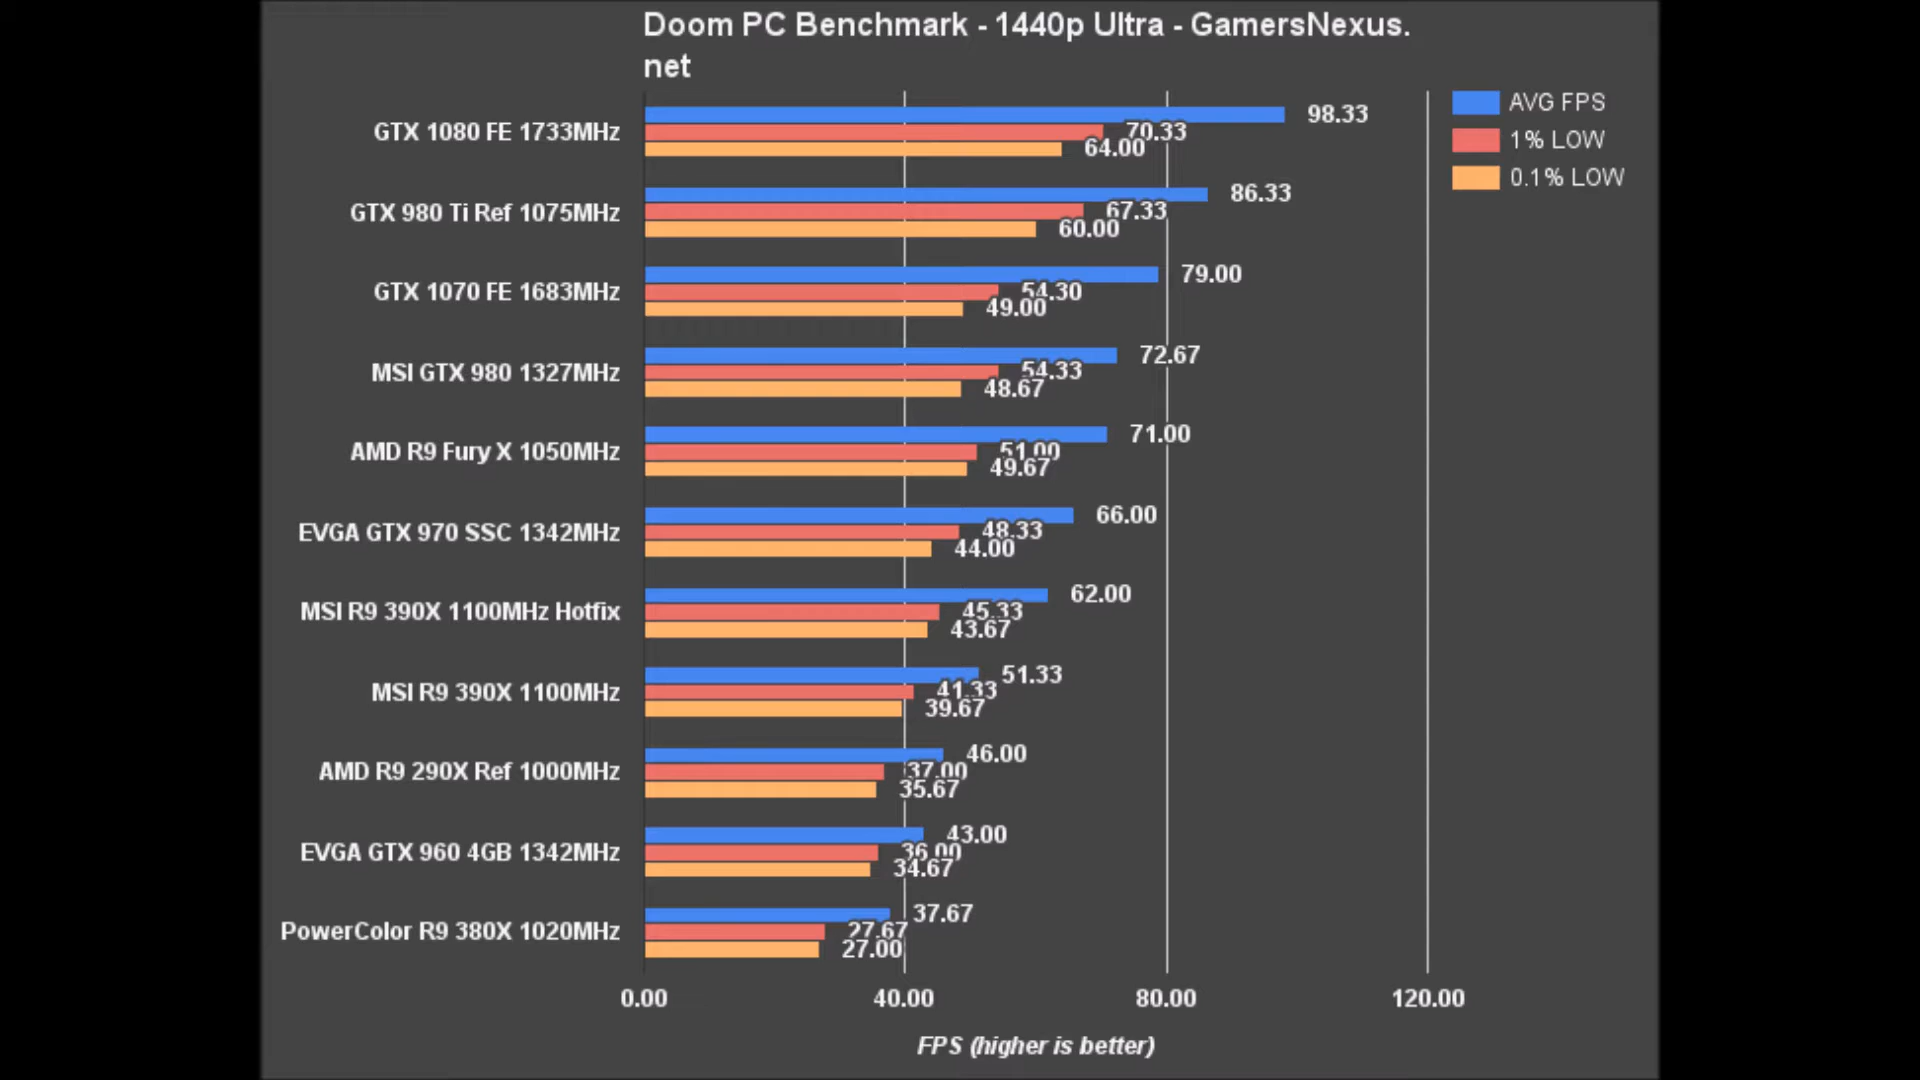 Doom PC Benchmark - 1440p Ultra - GamersNexus.
net
AVG FPS
1% LOW
0.1% LOW
GTX 1080 FE 1733MHz
98.33
70.33
64.00
GTX 980 Ti Ref 1075MHz
86.33
67.33
60.00
GTX 1070 FE 1683MHz
79.00
54.30
49.00
MSI GTX 980 1327MHz
72.67
54.33
48.67
AMD R9 Fury X 1050MHz
71.00
51.00
49.67
EVGA GTX 970 SSC 1342MHz
66.00
48.33
44.00
MSI R9 390X 1100MHz Hotfix
62.00
45.33
43.67
MSI R9 390X 1100MHz
51.33
41.33
39.67
AMD R9 290X Ref 1000MHz
46.00
37.00
35.67
EVGA GTX 960 4GB 1342MHz
43.00
36.00
34.67
PowerColor R9 380X 1020MHz
37.67
27.67
27.00
0.00 40.00 80.00 120.00
FPS (higher is better)